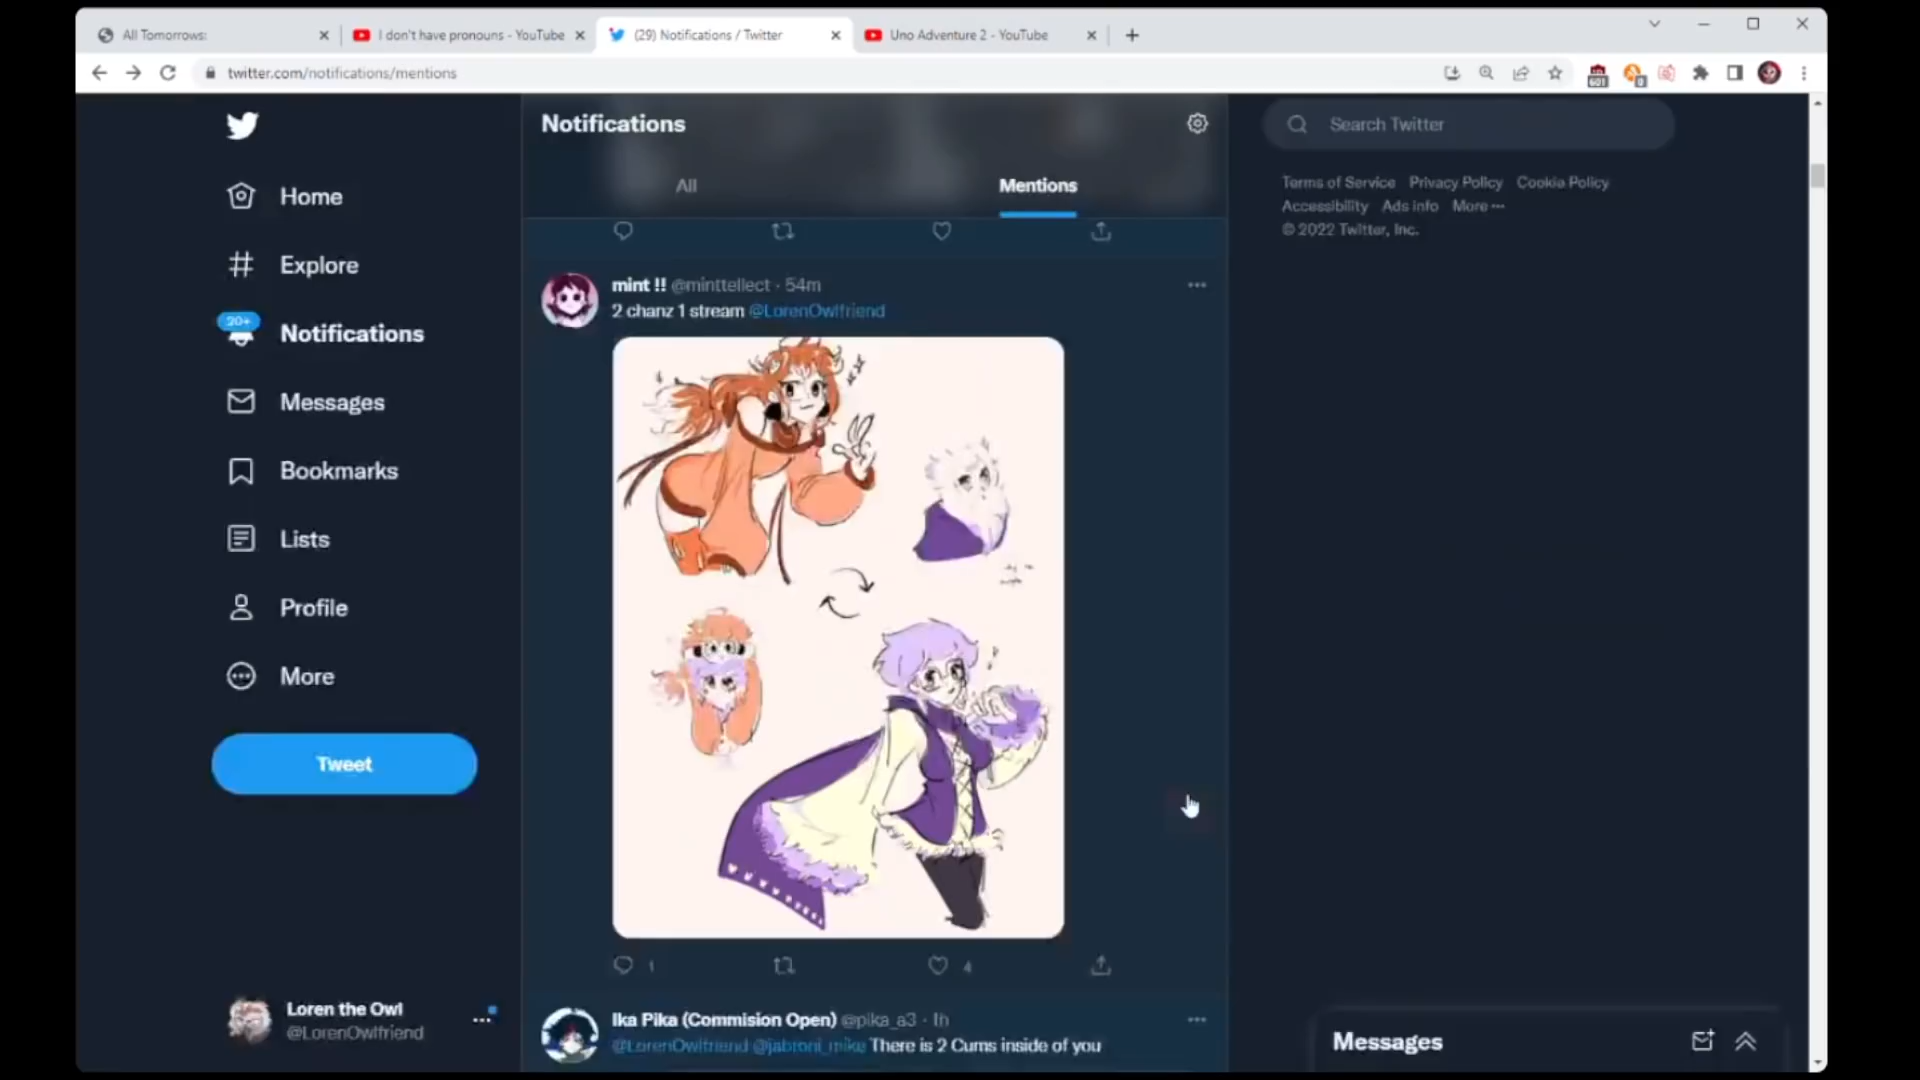 All Tomorrows:
I don't have pronouns - YouTube
(29) Notifications / Twitter
Uno Adventure 2 - YouTube
twitter.com/notifications/mentions
601
0
Notifications
All
Mentions
Search Twitter
Terms of Service Privacy Policy Cookie Policy
Accessibility Ads info More ...
© 2022 Twitter, Inc.
Home
Explore
20+
Notifications
Messages
Bookmarks
Lists
Profile
More
Tweet
mint !! @minttellect · 54m
2 chanz 1 stream @LorenOwlfriend
1
4
Ika Pika (Commision Open) @pika_a3 · 1h
@LorenOwlfriend @jabroni_mike There is 2 Cums inside of you
Loren the Owl
@LorenOwlfriend
Messages